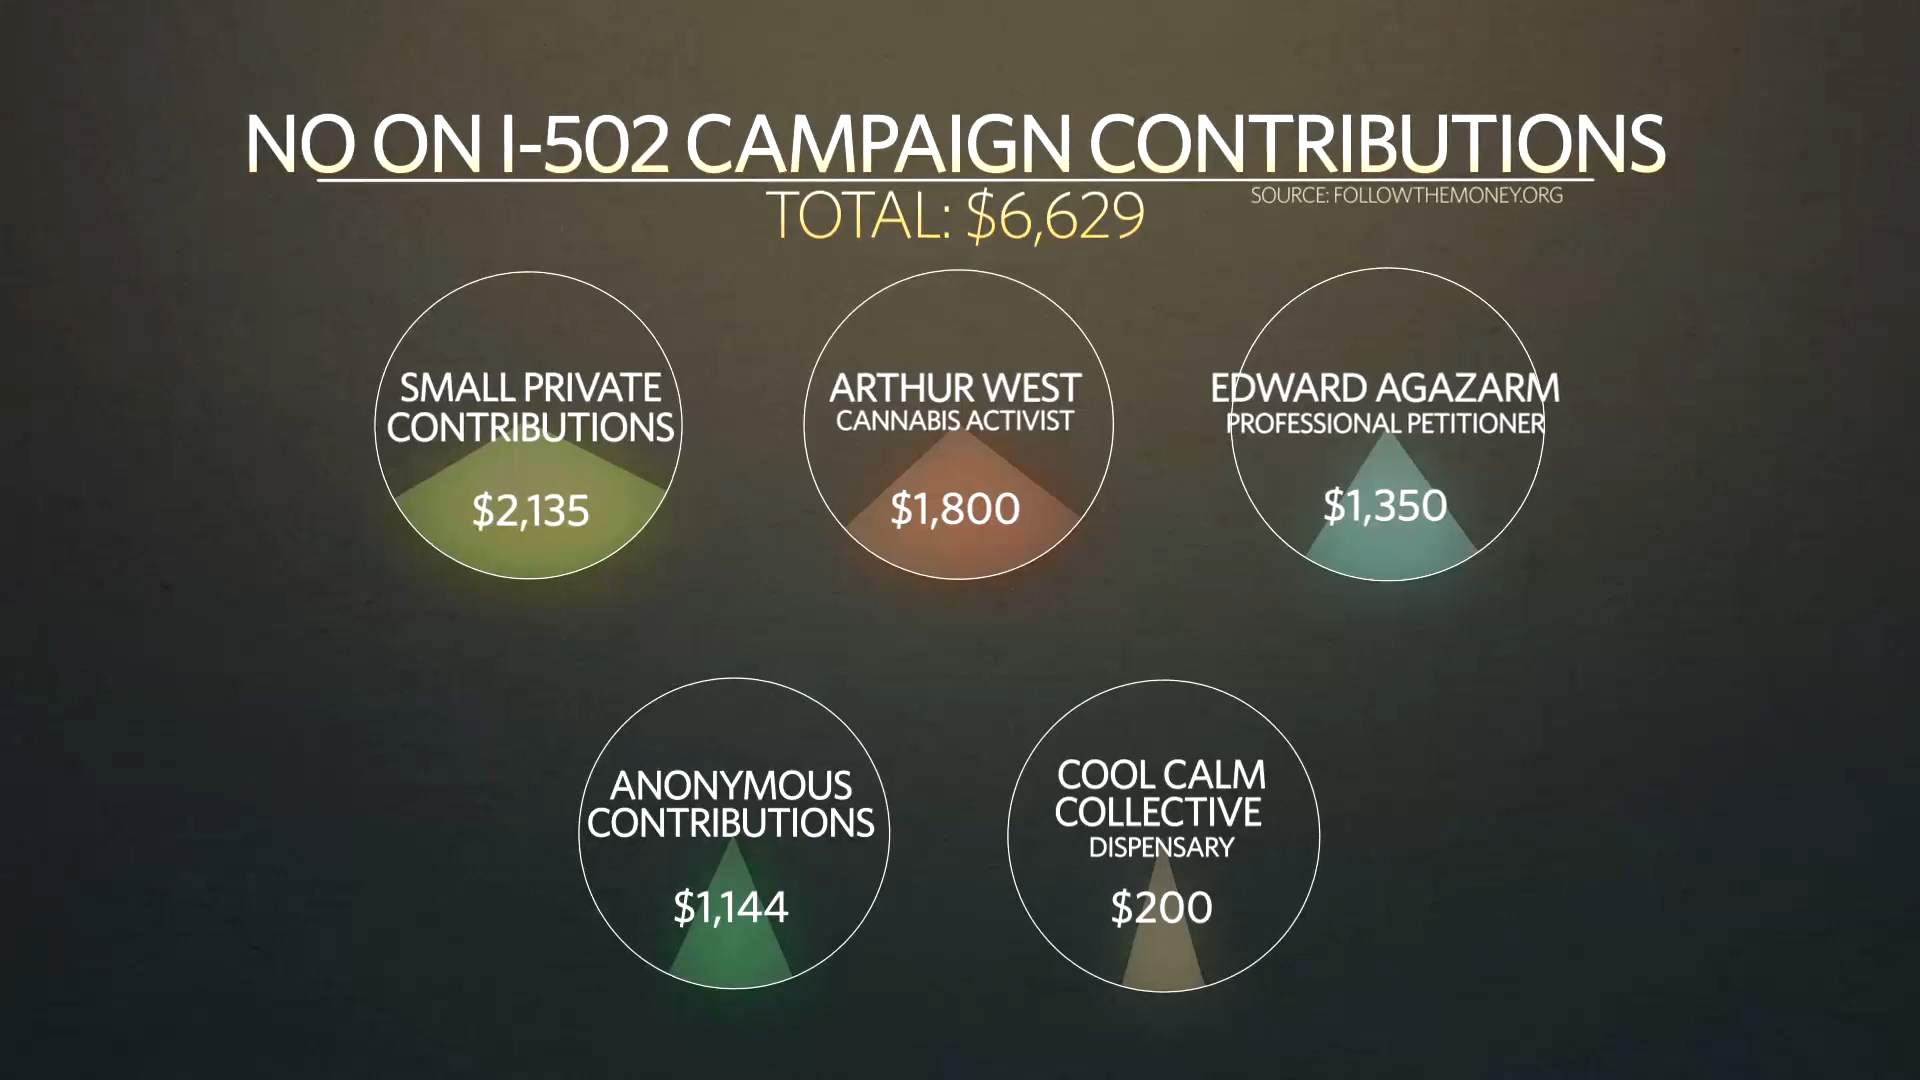 NO ON I-502 CAMPAIGN CONTRIBUTIONS
SOURCE: FOLLOWTHEMONEY.ORG
TOTAL: $6,629
SMALL PRIVATE
CONTRIBUTIONS
$2,135
ARTHUR WEST
CANNABIS ACTIVIST
$1,800
EDWARD AGAZARM
PROFESSIONAL PETITIONER
$1,350
ANONYMOUS
CONTRIBUTIONS
$1,144
COOL CALM
COLLECTIVE
DISPENSARY
$200